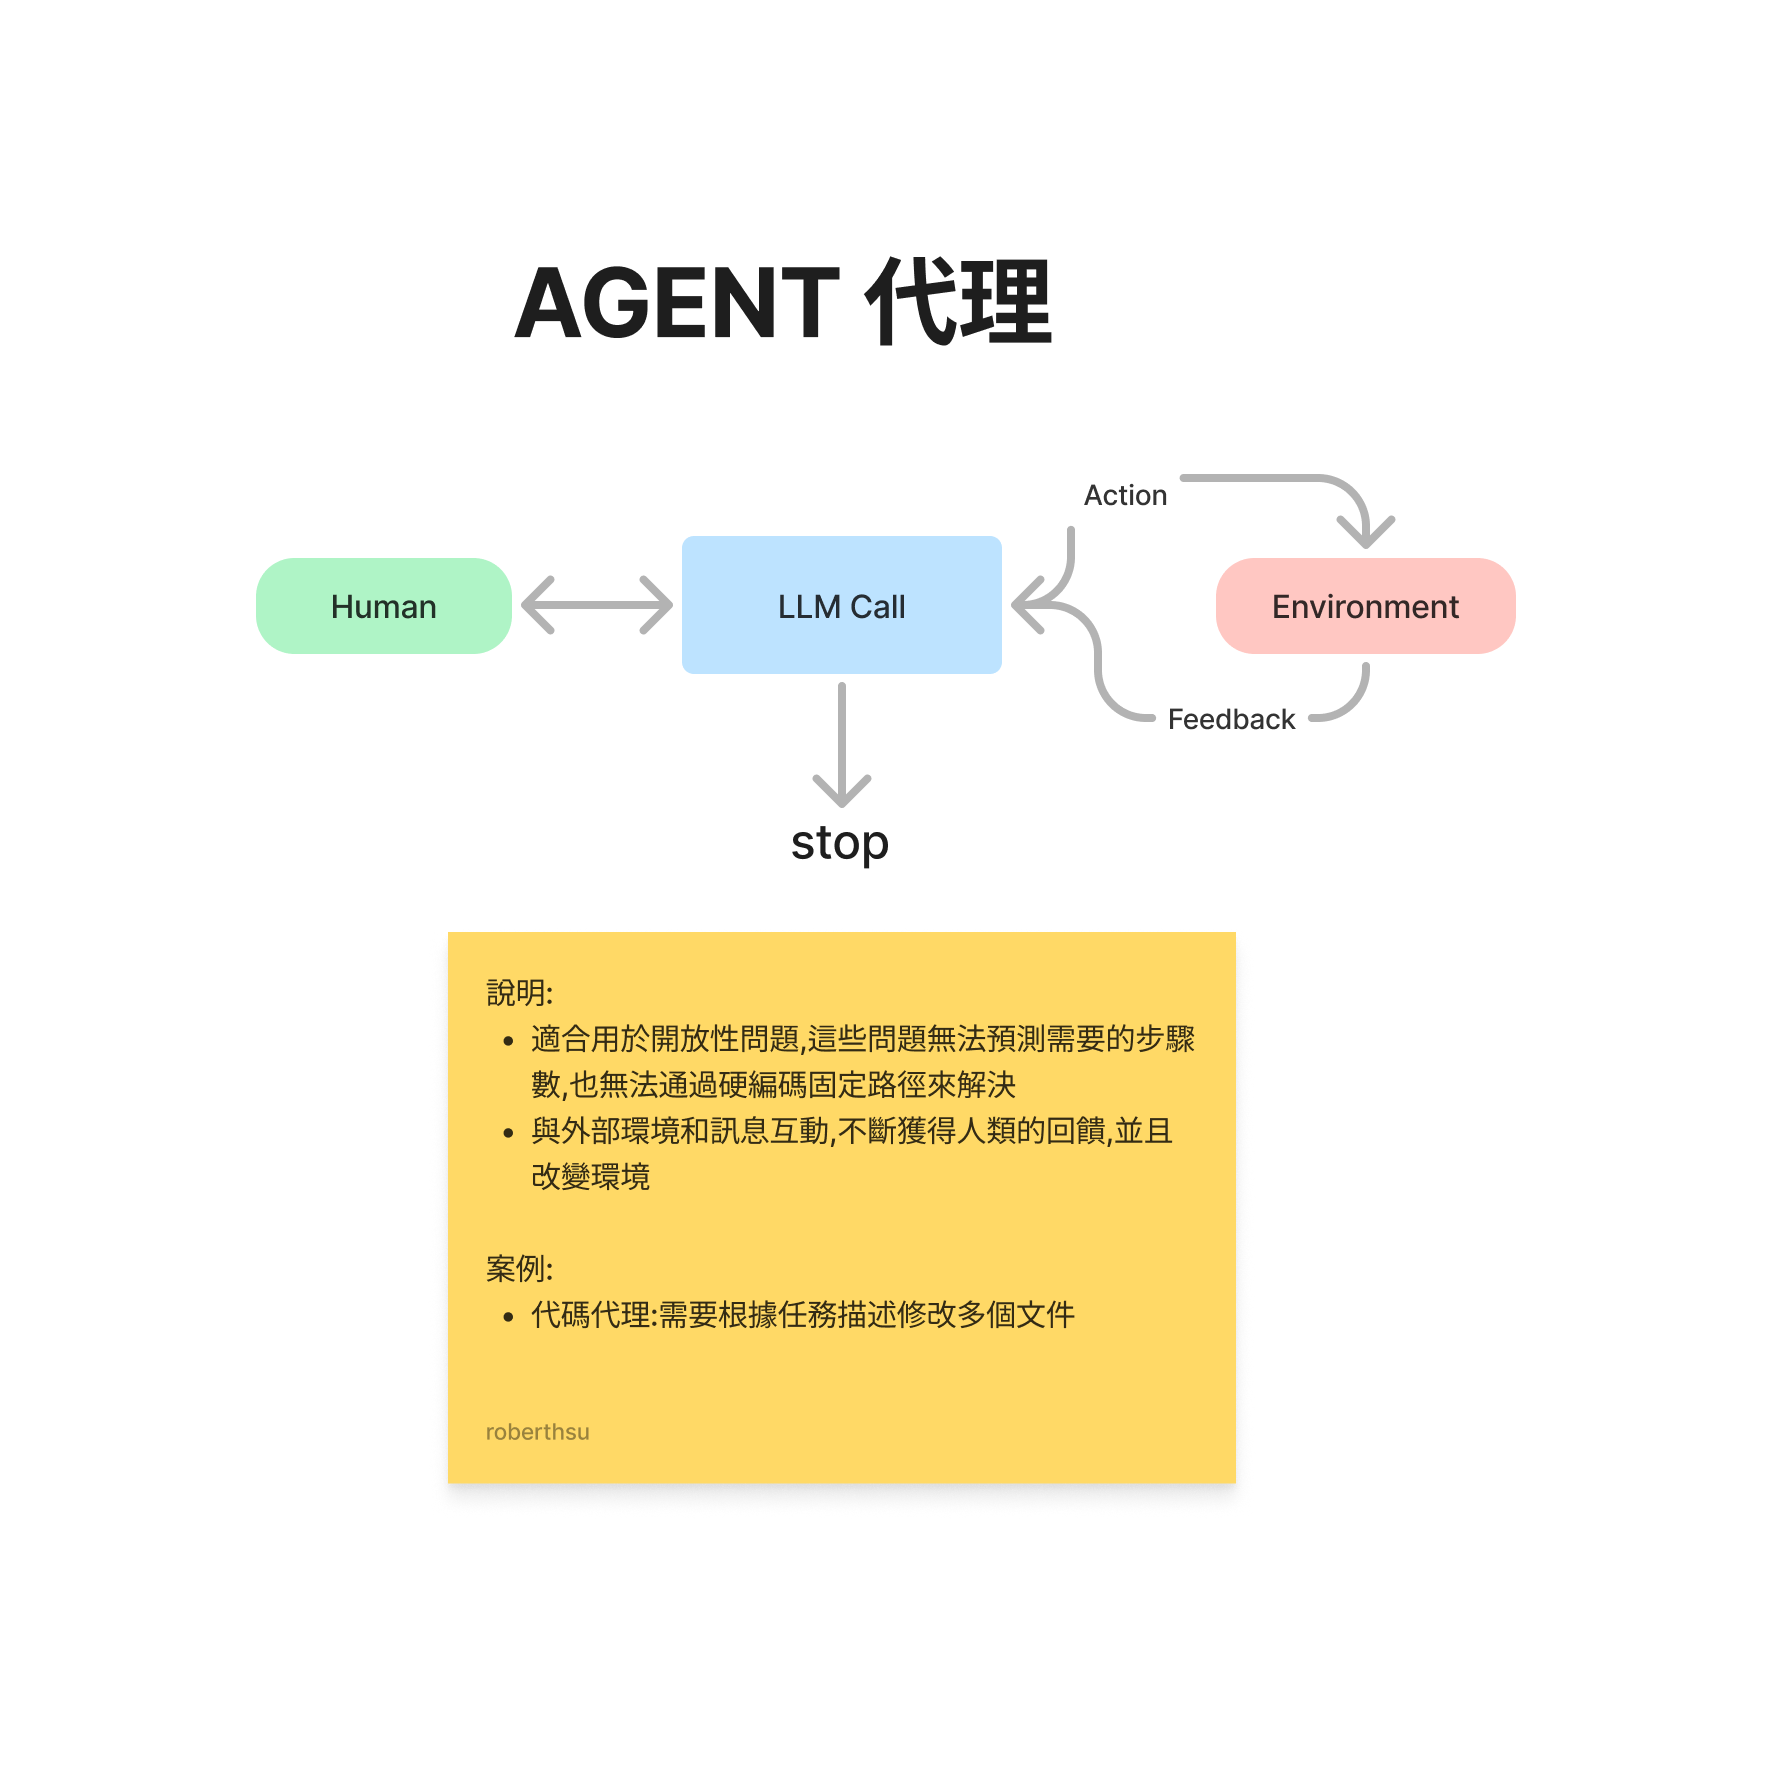 AGENT 代理
Action
Human
LLM Call
Environment
Feedback
stop
說明:
• 適合用於開放性問題,這些問題無法預測需要的步驟
數,也無法通過硬編碼固定路徑來解決
• 與外部環境和訊息互動,不斷獲得人類的回饋,並且
改變環境
案例:
• 代碼代理:需要根據任務描述修改多個文件
roberthsu